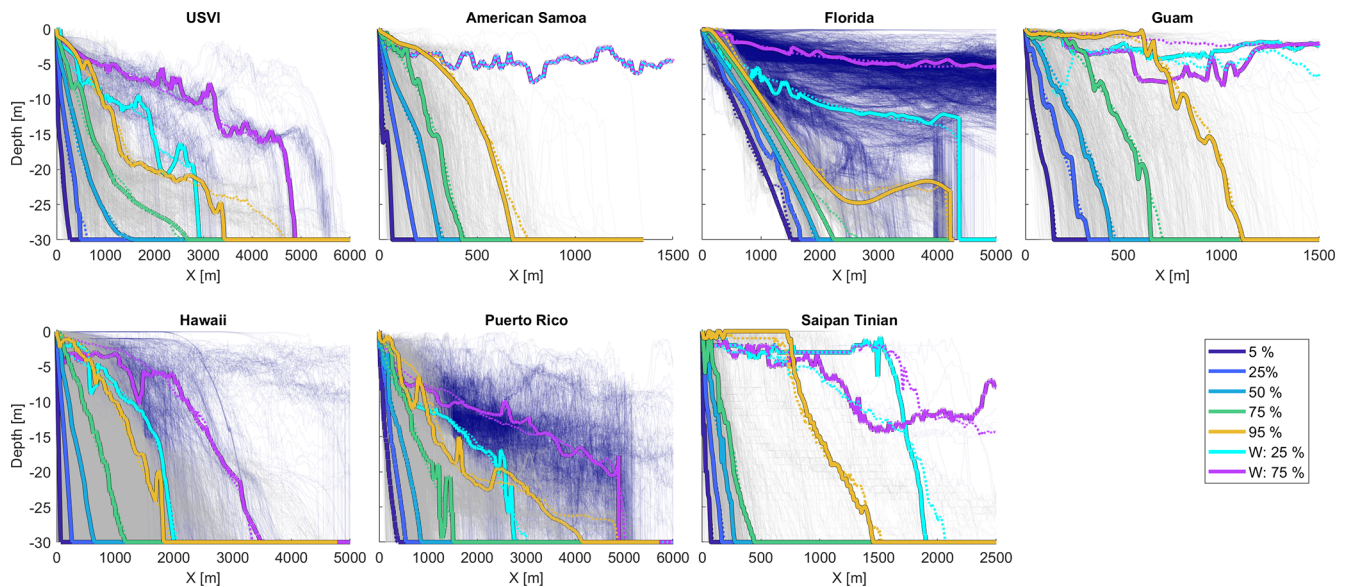 USVI
American Samoa
Florida
Guam
Depth [m]
0
-5
-10
-15
-20
-25
-30
0 1000 2000 3000 4000 5000 6000
X [m]
0 500 1000 1500
X [m]
0 1000 2000 3000 4000 5000
X [m]
0 500 1000 1500
X [m]
Hawaii
Puerto Rico
Saipan Tinian
Depth [m]
0
-5
-10
-15
-20
-25
-30
0 1000 2000 3000 4000 5000
X [m]
0 1000 2000 3000 4000 5000 6000
X [m]
0 500 1000 1500 2000 2500
X [m]
5 %
25%
50 %
75 %
95 %
W: 25 %
W: 75 %